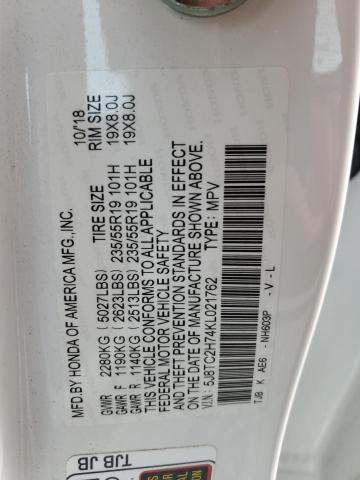 MFD.BY HONDA OF AMERICA MFG.,INC. 10/'18
TIRE SIZE RIM SIZE
GVWR 2280KG (5027LBS)
GAWR F 1190KG (2623LBS) 235/55R19 101H 19X8.0J
GAWR R 1140KG (2513LBS) 235/55R19 101H 19X8.0J
THIS VEHICLE CONFORMS TO ALL APPLICABLE
FEDERAL MOTOR VEHICLE SAFETY
AND THEFT PREVENTION STANDARDS IN EFFECT
ON THE DATE OF MANUFACTURE SHOWN ABOVE.
V.I.N.: 5J8TC2H74KL021762 TYPE: MPV
TJB K AE6 - NH603P - V - L
TJB JB